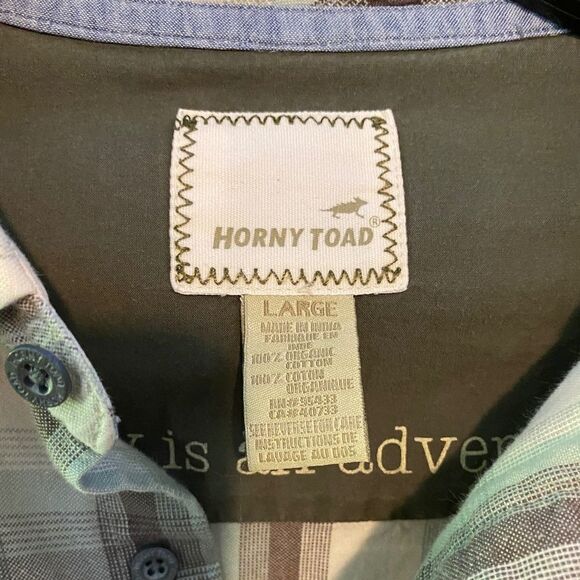 HORNY TOAD®
LARGE
MADE IN INDIA
FABRIQUE EN
INDE
100% ORGANIC
COTTON
100% COTON
ORGANIQUE
RN# 95433
CA# 40733
SEE REVERSE FOR CARE
INSTRUCTIONS DE
LAVAGE AU DOS
is an adver